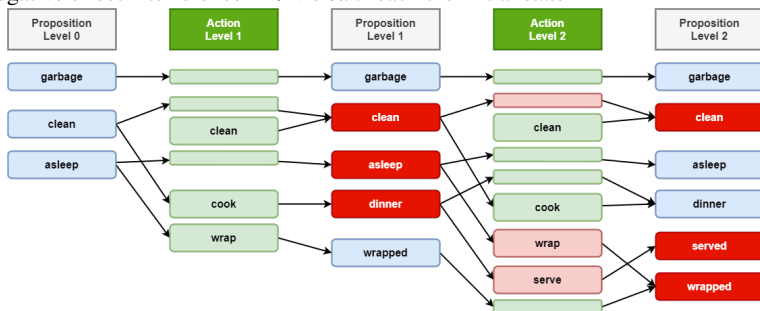 Proposition
Level 0
Action
Level 1
Proposition
Level 1
Action
Level 2
Proposition
Level 2
garbage
garbage
garbage
clean
clean
clean
clean
clean
asleep
asleep
asleep
cook
dinner
cook
dinner
wrap
wrapped
wrap
served
serve
wrapped